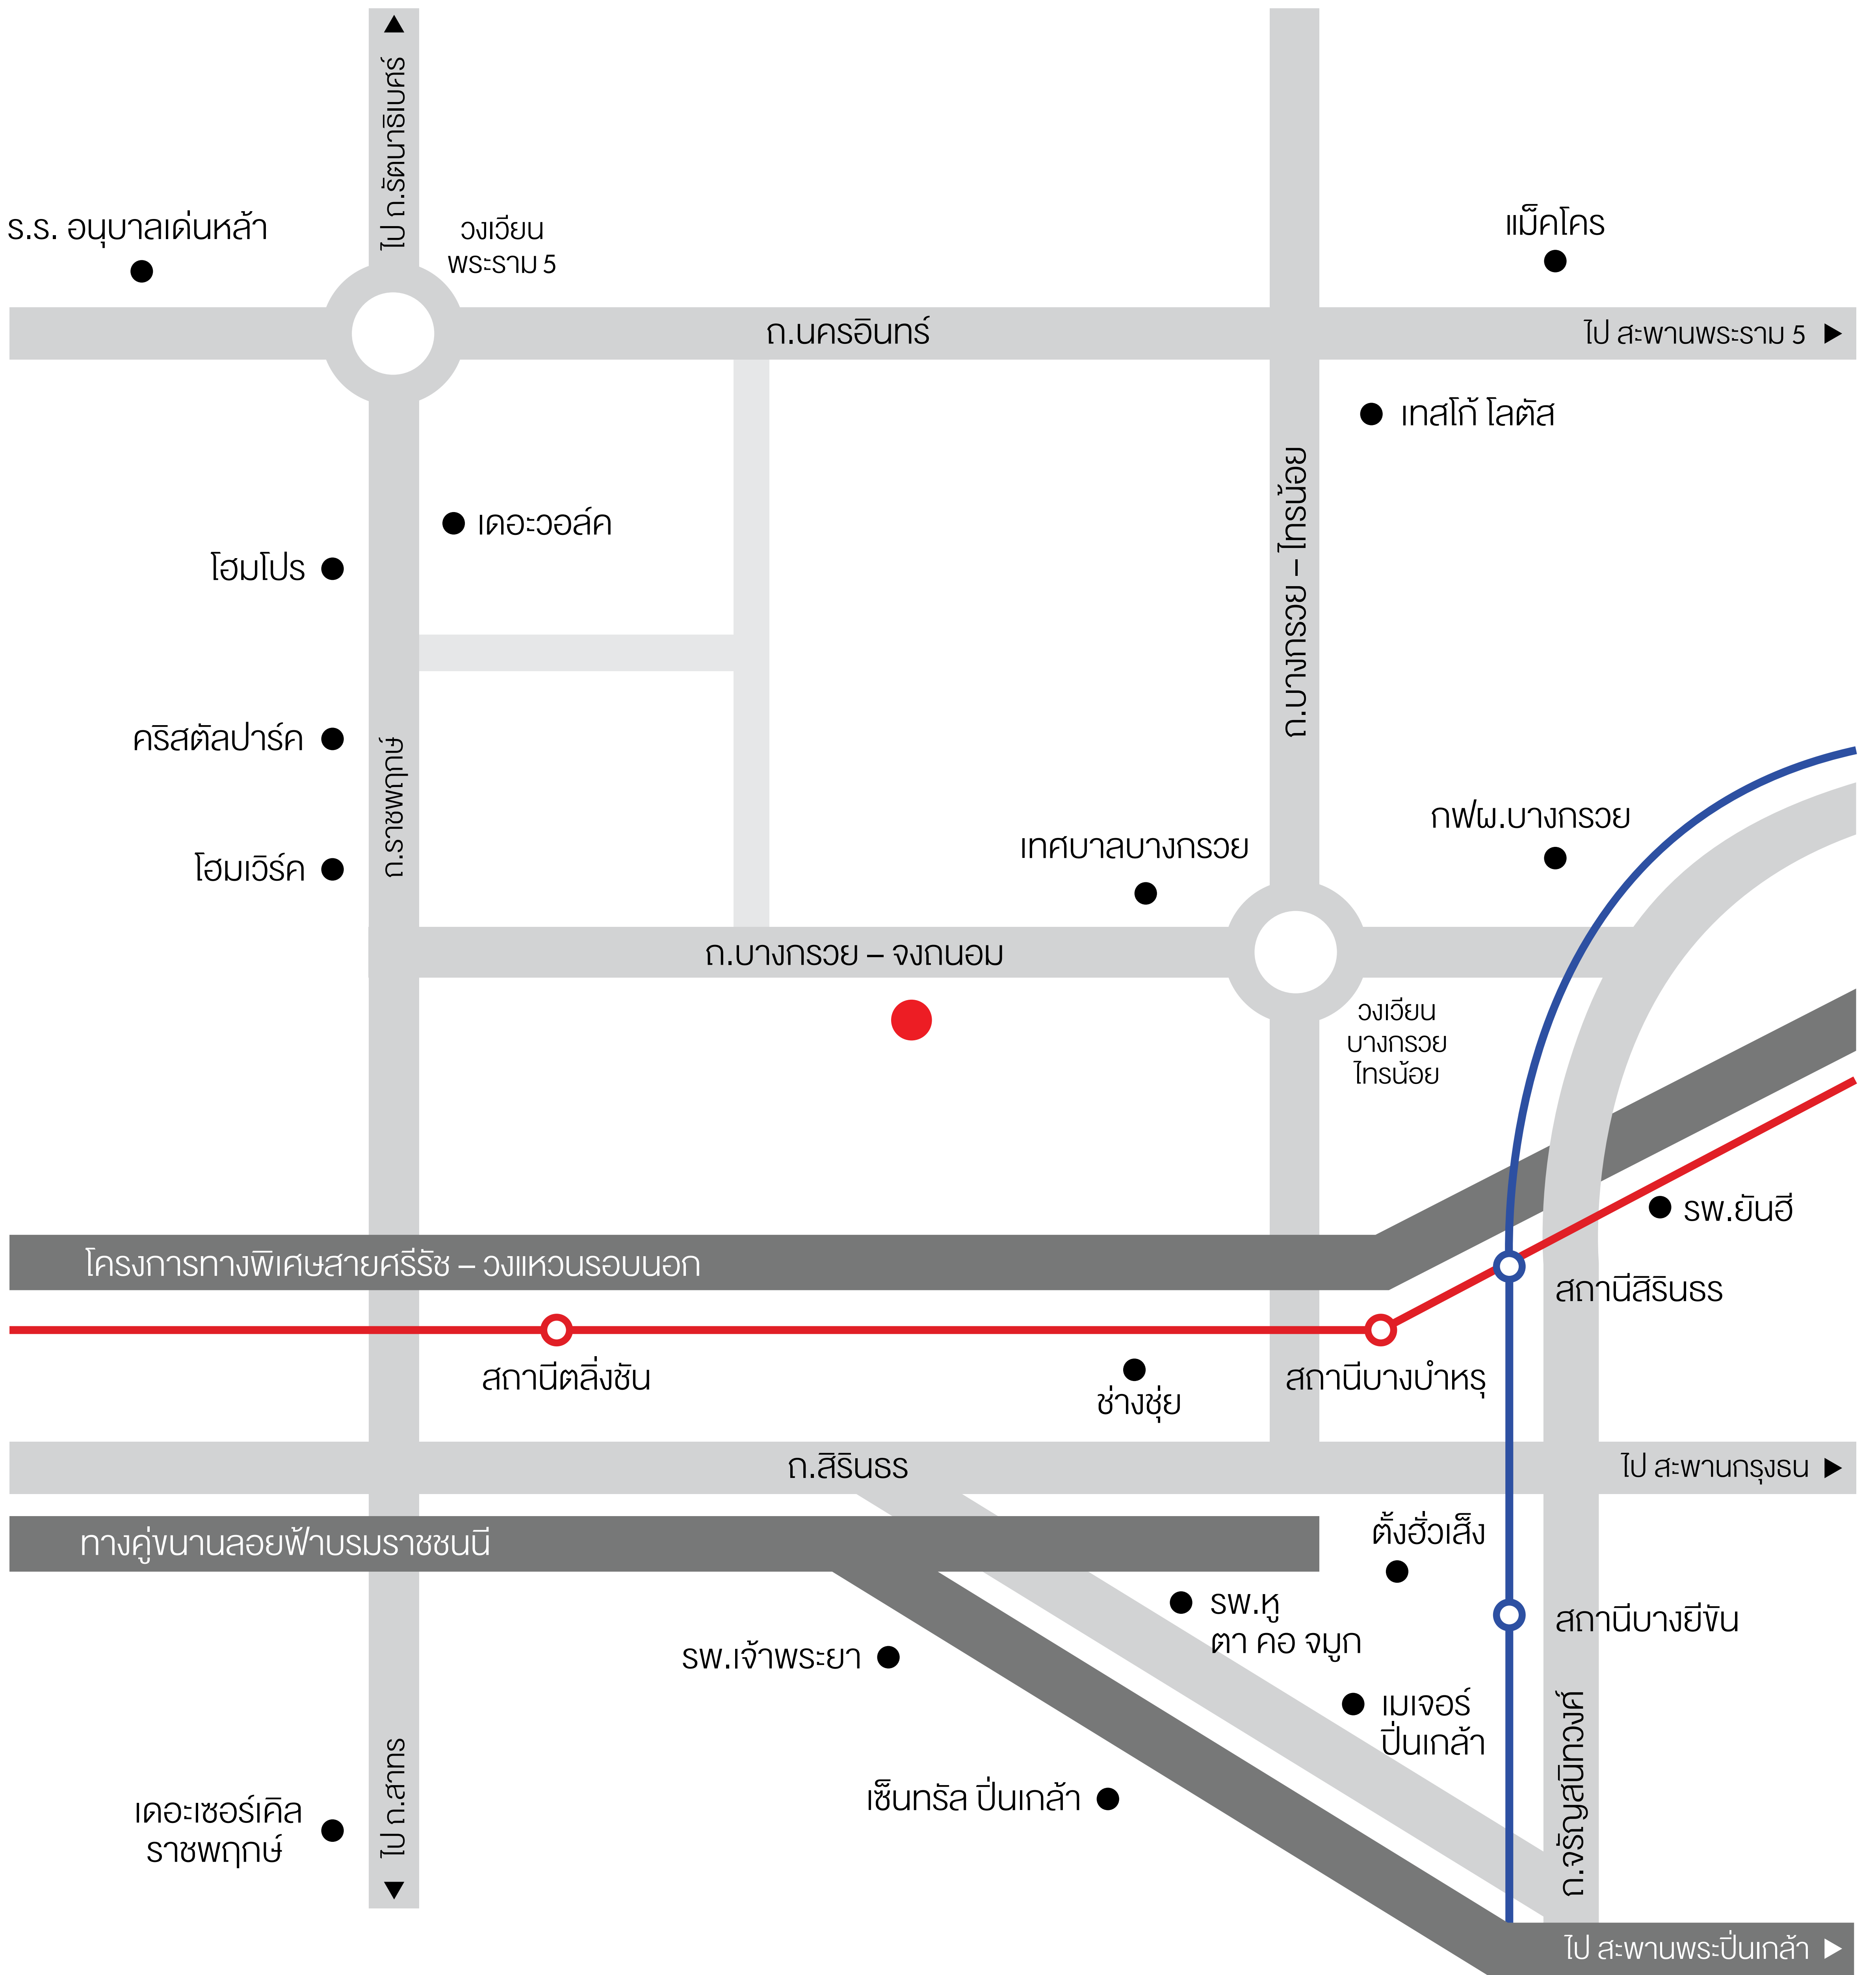 ไป ถ.รัตนาธิเบศร์
ร.ร. อนุบาลเด่นหล้า
วงเวียน
พระราม 5
แม็คโคร
ถ.นครอินทร์
ไป สะพานพระราม 5
เทสโก้ โลตัส
เดอะวอล์ค
โฮมโปร
ถ.บางกรวย – ไทรน้อย
คริสตัลปาร์ค
ถ.ราชพฤกษ์
โฮมเวิร์ค
เทศบาลบางกรวย
กฟผ.บางกรวย
ถ.บางกรวย – จงถนอม
วงเวียน
บางกรวย
ไทรน้อย
รพ.ยันฮี
โครงการทางพิเศษสายศรีรัช – วงแหวนรอบนอก
สถานีสิรินธร
สถานีตลิ่งชัน
ช่างชุ่ย
สถานีบางบำหรุ
ถ.สิรินธร
ไป สะพานกรุงธน
ทางคู่ขนานลอยฟ้าบรมราชชนนี
ตั้งฮั่วเส็ง
รพ.หู
ตา คอ จมูก
สถานีบางยี่ขัน
รพ.เจ้าพระยา
เมเจอร์
ปิ่นเกล้า
เซ็นทรัล ปิ่นเกล้า
ถ.จรัญสนิทวงศ์
ไป ถ.สาทร
เดอะเซอร์เคิล
ราชพฤกษ์
ไป สะพานพระปิ่นเกล้า